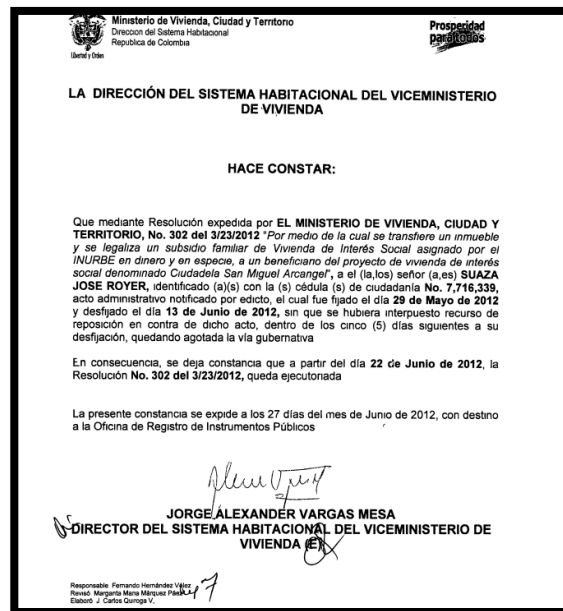 Ministerio de Vivienda, Ciudad y Territorio
Direccion del Sistema Habitacional
Republica de Colombia
Libertad y Orden
Prosperidad
para todos
LA DIRECCIÓN DEL SISTEMA HABITACIONAL DEL VICEMINISTERIO
DE VIVIENDA
HACE CONSTAR:
Que mediante Resolución expedida por EL MINISTERIO DE VIVIENDA, CIUDAD Y
TERRITORIO, No. 302 del 3/23/2012 "Por medio de la cual se transfiere un inmueble
y se legaliza un subsidio familiar de Vivienda de Interés Social asignado por el
INURBE en dinero y en especie, a un beneficiano del proyecto de vivienda de interés
social denominado Ciudadela San Miguel Arcangel", a el (la,los) señor (a,es) SUAZA
JOSE ROYER, identificado (a)(s) con la (s) cédula (s) de ciudadanía No. 7,716,339,
acto administrativo notificado por edicto, el cual fue fijado el día 29 de Mayo de 2012
y desfijado el día 13 de Junio de 2012, sin que se hubiera interpuesto recurso de
reposición en contra de dicho acto, dentro de los cinco (5) días siguientes a su
desfijación, quedando agotada la vía gubernativa
En consecuencia, se deja constancia que a partir del día 22 de Junio de 2012, la
Resolución No. 302 del 3/23/2012, queda ejecutoriada
La presente constancia se expide a los 27 días del mes de Junio de 2012, con destino
a la Oficina de Registro de Instrumentos Públicos
JORGE ALEXANDER VARGAS MESA
DIRECTOR DEL SISTEMA HABITACIONAL DEL VICEMINISTERIO DE
VIVIENDA (E)
Responsable Fernando Hernández Vélez
Revisó Margarita Maria Márquez
Elaboró J Carlos Quiroga V,